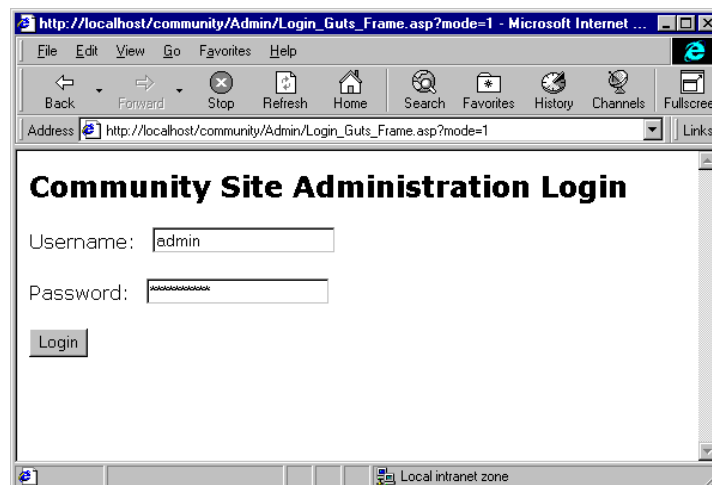 http://localhost/community/Admin/Login_Guts_Frame.asp?mode=1 - Microsoft Internet ...
File Edit View Go Favorites Help
Back Forward Stop Refresh Home Search Favorites History Channels Fullscree
Address http://localhost/community/Admin/Login_Guts_Frame.asp?mode=1 Links
Community Site Administration Login
Username: admin
Password: ***********
Login
Local intranet zone